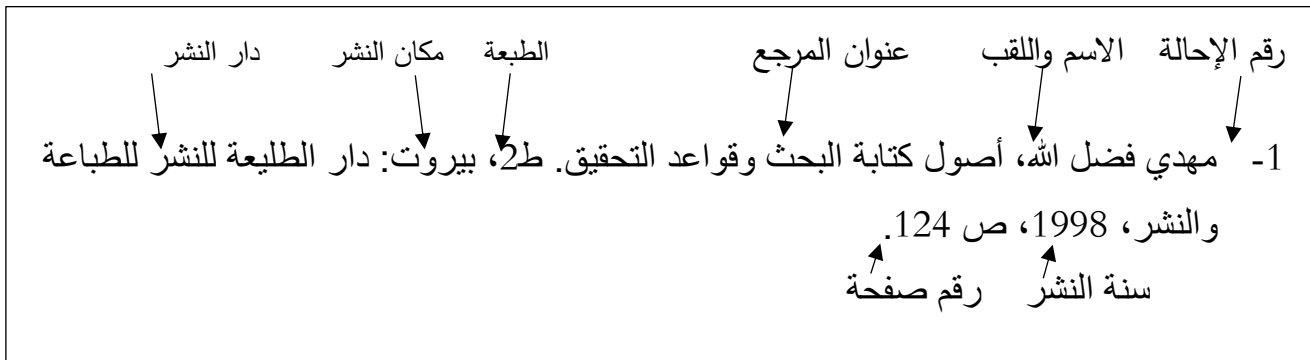 رقم الإحالة الاسم واللقب عنوان المرجع الطبعة مكان النشر دار النشر
1- مهدي فضل الله، أصول كتابة البحث وقواعد التحقيق. ط2، بيروت: دار الطليعة للنشر للطباعة
والنشر، 1998، ص 124.
سنة النشر رقم صفحة